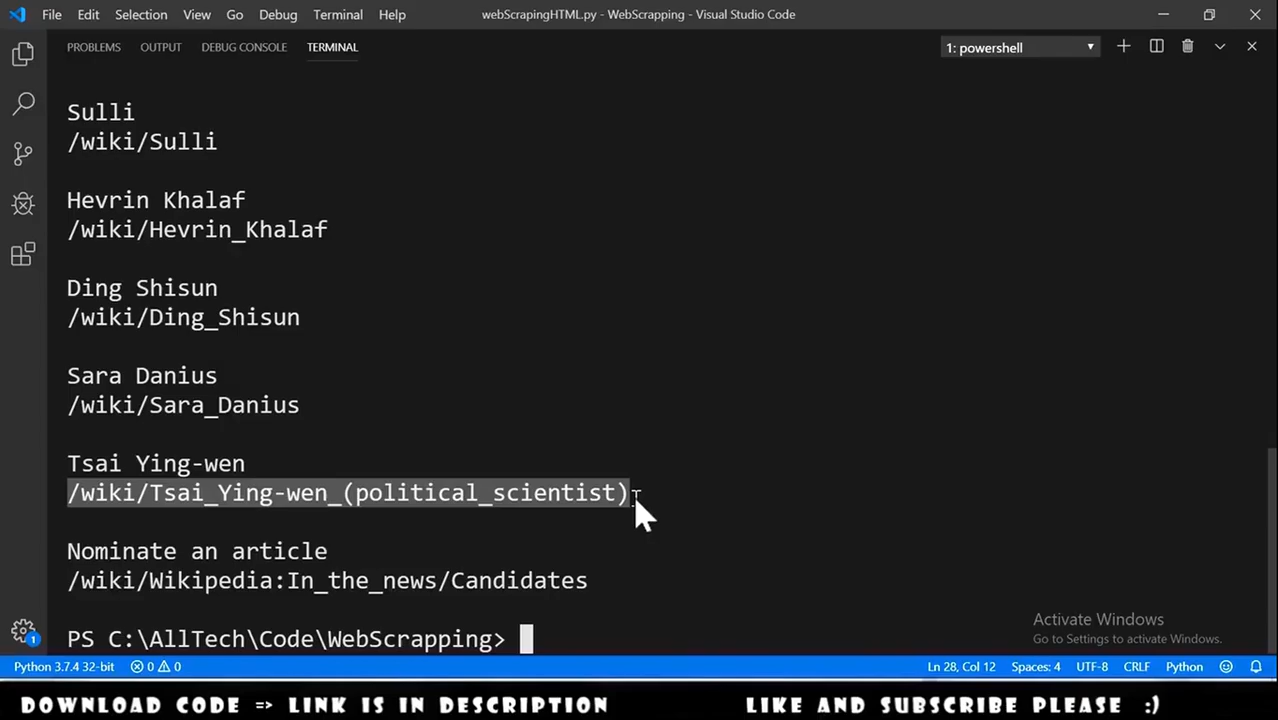 File Edit Selection View Go Debug Terminal Help webScrapingHTML.py - WebScrapping - Visual Studio Code
PROBLEMS OUTPUT DEBUG CONSOLE TERMINAL 1: powershell
Sulli
/wiki/Sulli
Hevrin Khalaf
/wiki/Hevrin_Khalaf
Ding Shisun
/wiki/Ding_Shisun
Sara Danius
/wiki/Sara_Danius
Tsai Ying-wen
/wiki/Tsai_Ying-wen_(political_scientist)
Nominate an article
/wiki/Wikipedia:In_the_news/Candidates
PS C:\AllTech\Code\WebScrapping>
Activate Windows
Go to Settings to activate Windows.
1
Python 3.7.4 32-bit 0 0 Ln 28, Col 12 Spaces: 4 UTF-8 CRLF Python
DOWNLOAD CODE => LINK IS IN DESCRIPTION LIKE AND SUBSCRIBE PLEASE :)